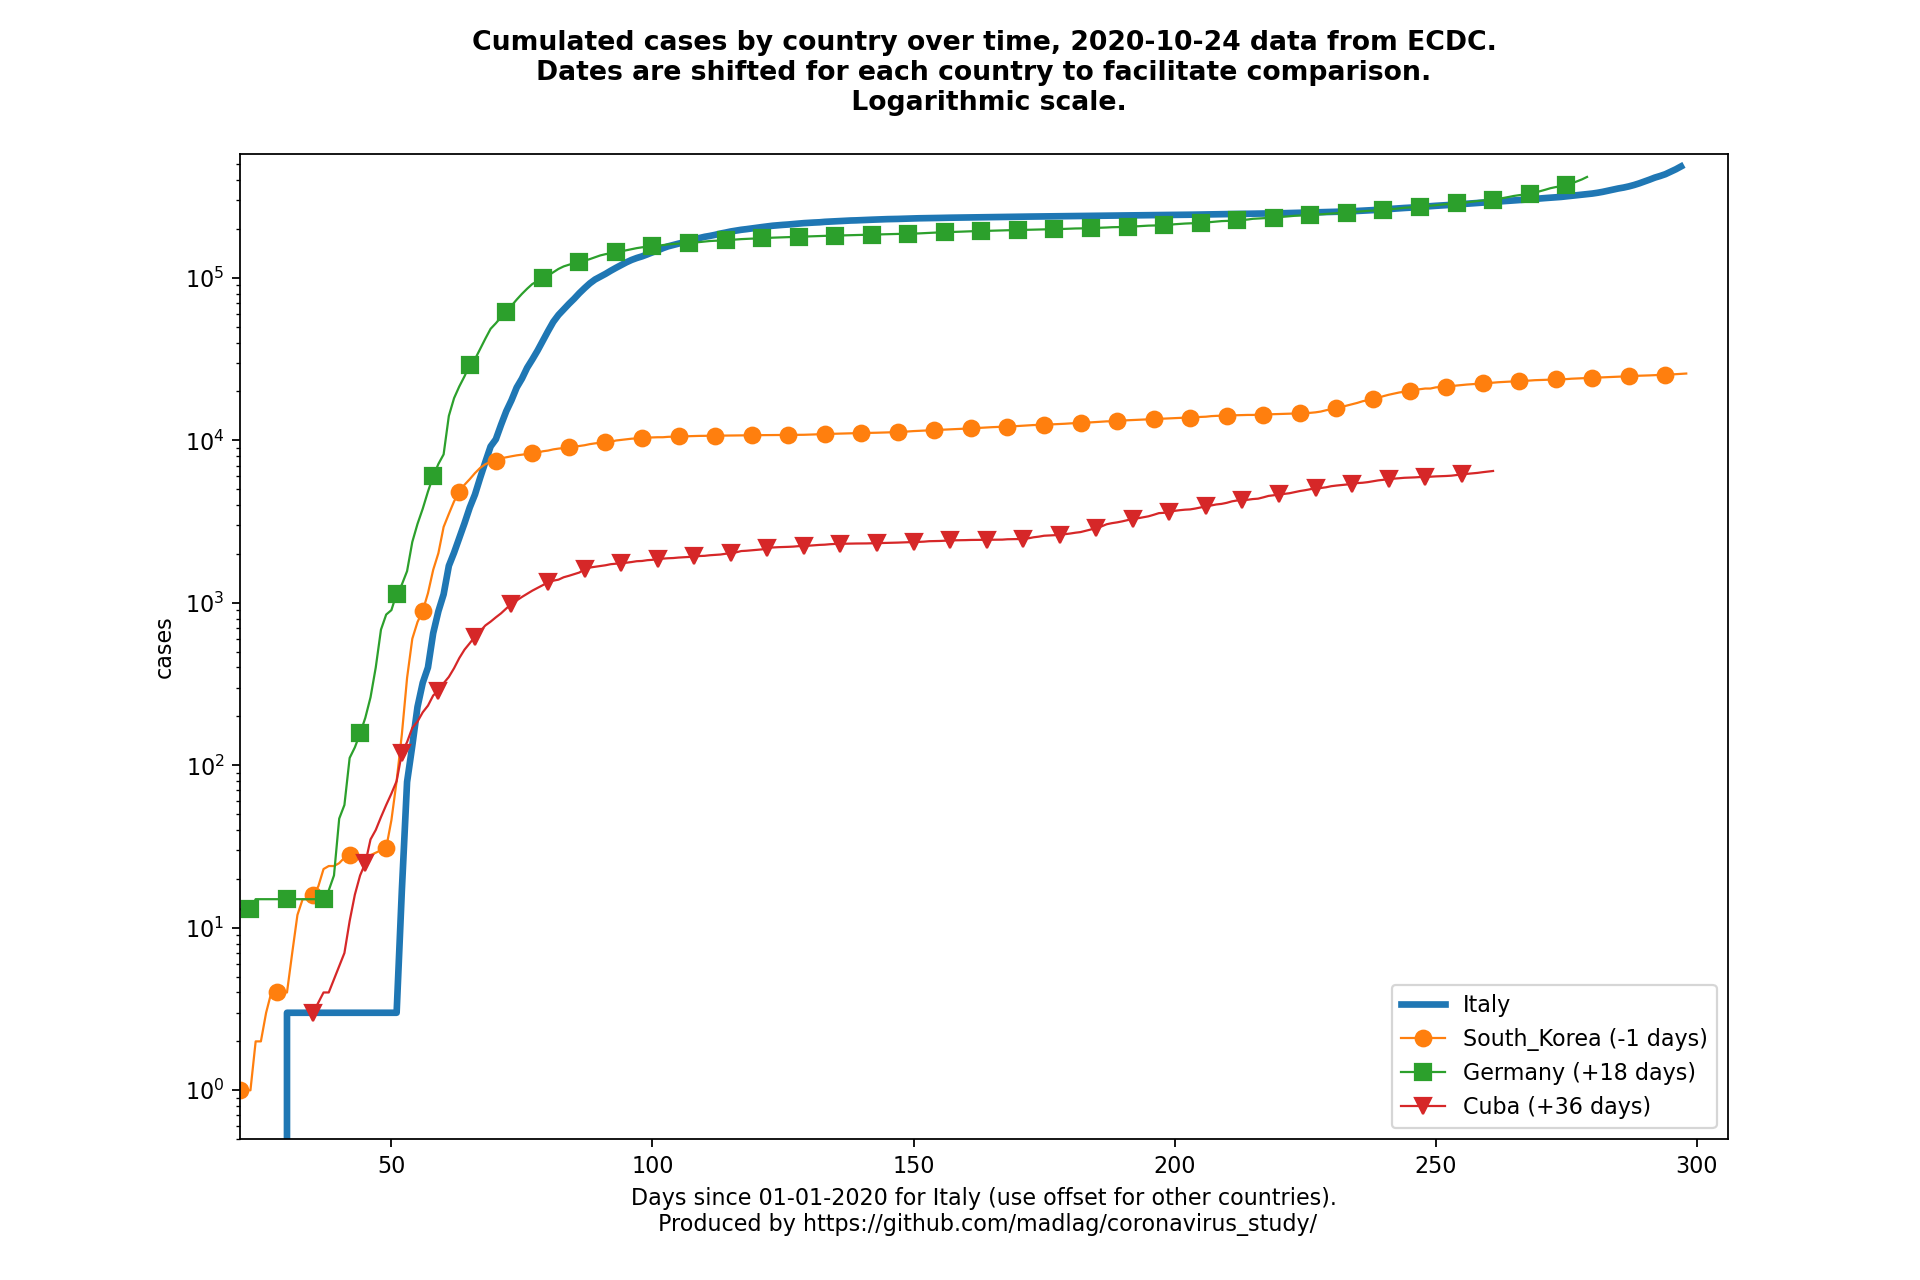 Cumulated cases by country over time, 2020-10-24 data from ECDC.
Dates are shifted for each country to facilitate comparison.
Logarithmic scale.
10^5
10^4
10^3
10^2
10^1
10^0
cases
50 100 150 200 250 300
Italy
South_Korea (-1 days)
Germany (+18 days)
Cuba (+36 days)
Days since 01-01-2020 for Italy (use offset for other countries).
Produced by https://github.com/madlag/coronavirus_study/